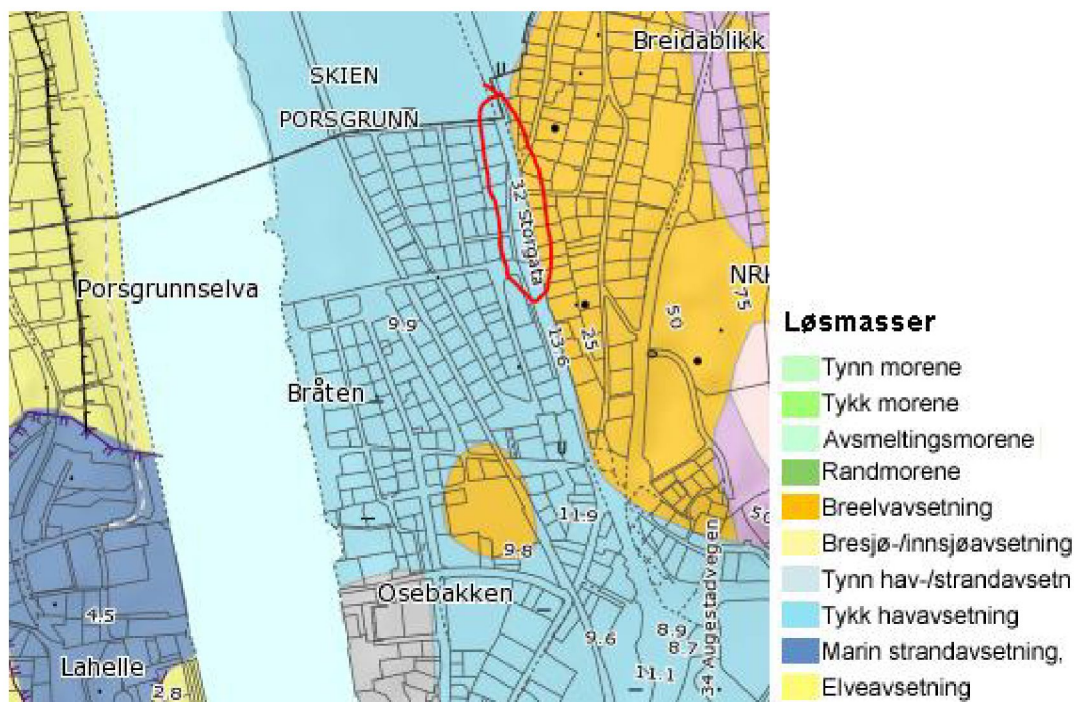 Breidablikk
SKIEN
PORSGRUNN
32 storgata
Porsgrunnselva
NRK
75
50
9.9
13.6
25
Bråten
11.9
9.8
50
Osebakken
4.5
9.6
8.9
8.7
34 Augestadvegen
11.1
Lahelle
2.8
Løsmasser
Tynn morene
Tykk morene
Avsmeltingsmorene
Randmorene
Breelvavsetning
Bresjø-/innsjøavsetning
Tynn hav-/strandavsetn
Tykk havavsetning
Marin strandavsetning,
Elveavsetning